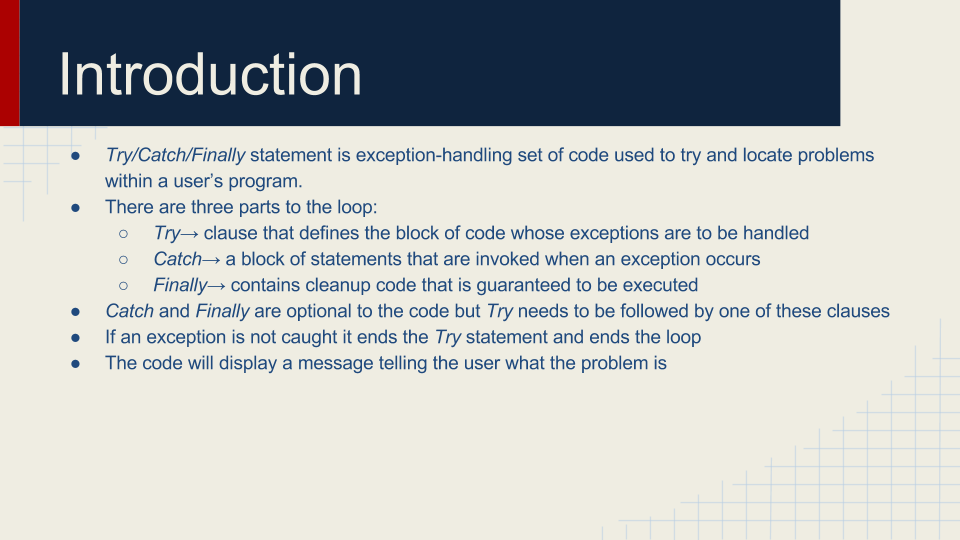 Introduction
● Try/Catch/Finally statement is exception-handling set of code used to try and locate problems
within a user's program.
● There are three parts to the loop:
○ Try→ clause that defines the block of code whose exceptions are to be handled
○ Catch→ a block of statements that are invoked when an exception occurs
○ Finally→ contains cleanup code that is guaranteed to be executed
● Catch and Finally are optional to the code but Try needs to be followed by one of these clauses
● If an exception is not caught it ends the Try statement and ends the loop
● The code will display a message telling the user what the problem is